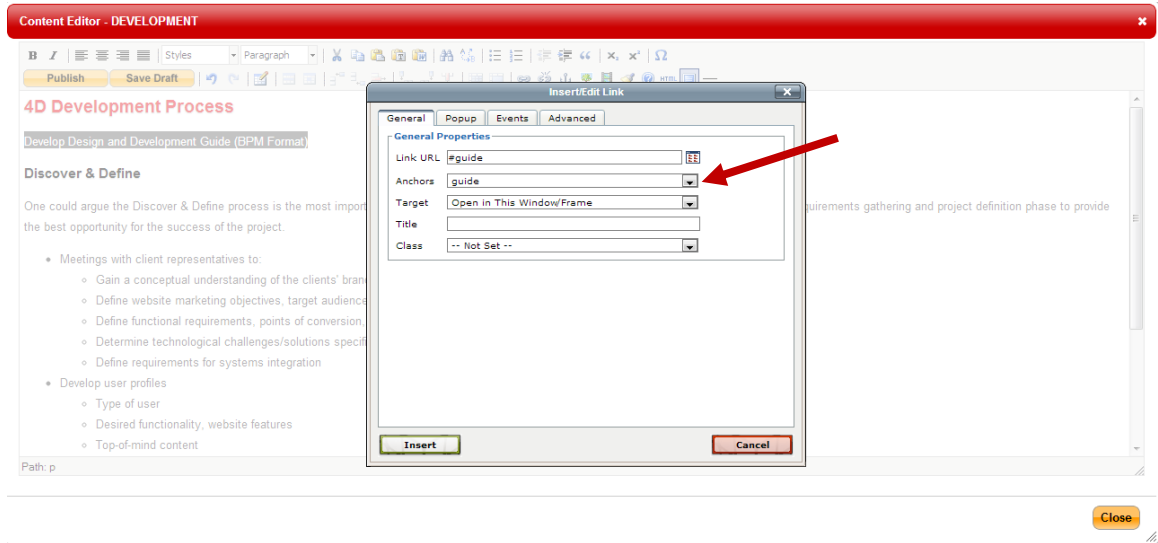 Content Editor - DEVELOPMENT
B I Styles Paragraph
Publish Save Draft HTML
4D Development Process
Develop Design and Development Guide (BPM Format)
Discover & Define
One could argue the Discover & Define process is the most impor quirements gathering and project definition phase to provide
the best opportunity for the success of the project.
Meetings with client representatives to:
Gain a conceptual understanding of the clients' bran
Define website marketing objectives, target audience
Define functional requirements, points of conversion,
Determine technological challenges/solutions specifi
Define requirements for systems integration
Develop user profiles
Type of user
Desired functionality, website features
Top-of-mind content
Path: p
Insert/Edit Link
General Popup Events Advanced
General Properties
Link URL #guide
Anchors guide
Target Open in This Window/Frame
Title
Class -- Not Set --
Insert Cancel
Close